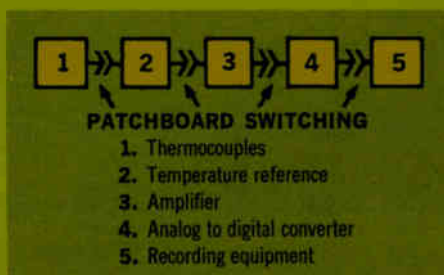 1 2 3 4 5
PATCHBOARD SWITCHING
1. Thermocouples
2. Temperature reference
3. Amplifier
4. Analog to digital converter
5. Recording equipment